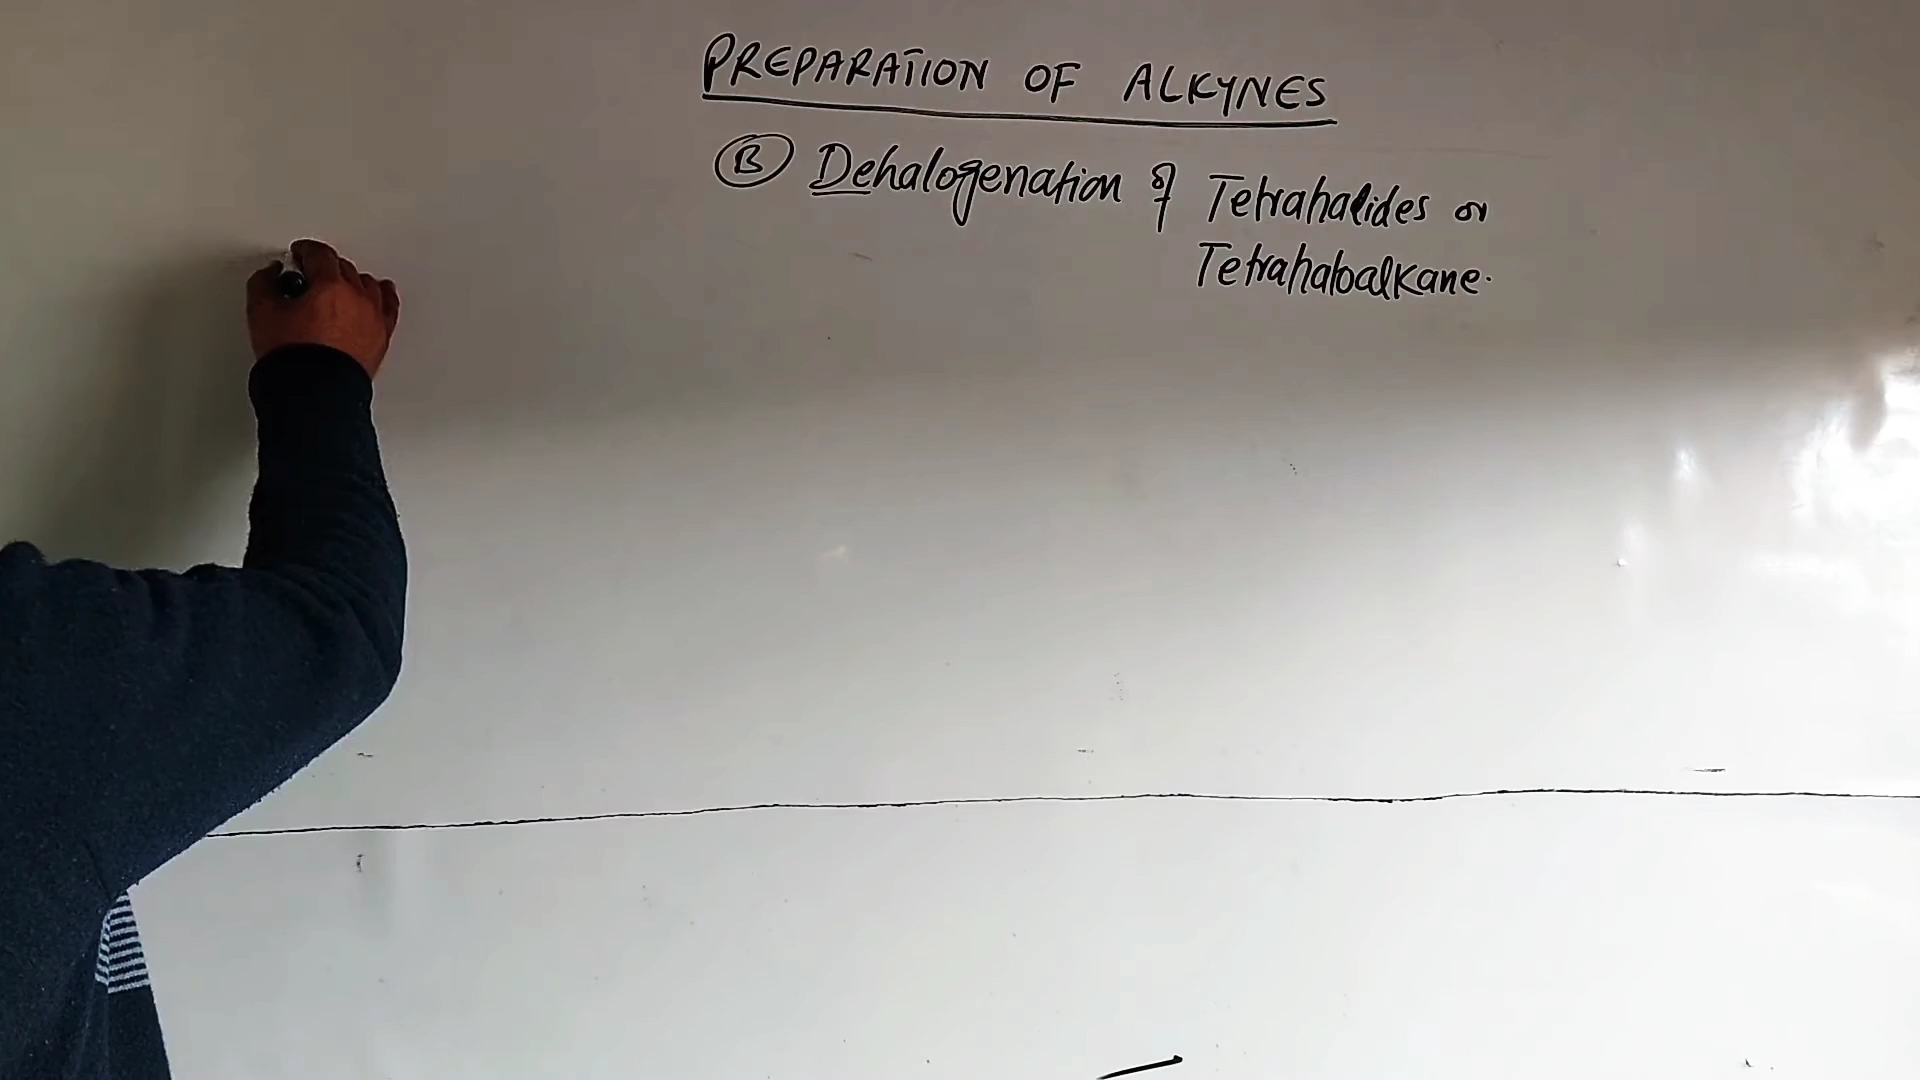 PREPARATION OF ALKYNES
B Dehalogenation of Tetrahalides or
Tetrahaloalkane.